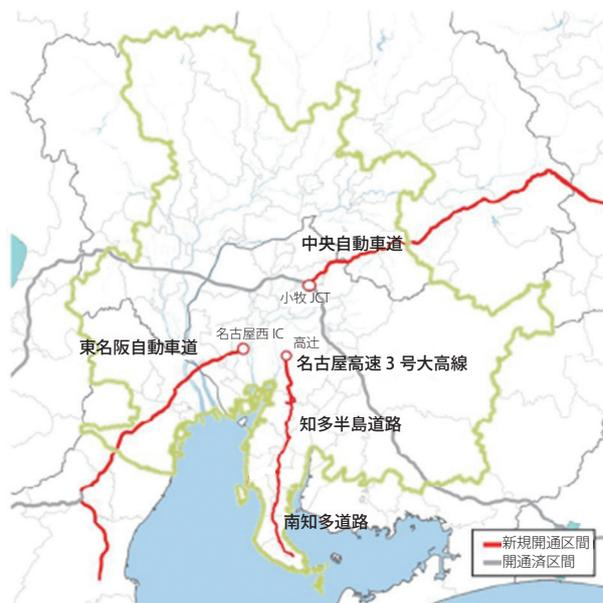 中央自動車道
小牧 JCT
名古屋西 IC
東名阪自動車道
高辻
名古屋高速 3 号大高線
知多半島道路
南知多道路
新規開通区間
開通済区間